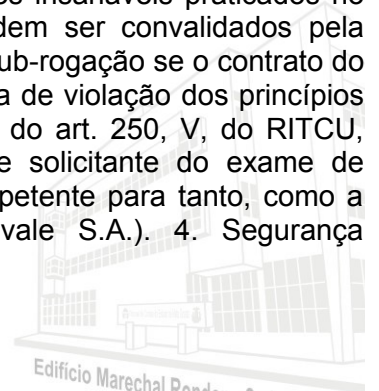 os insanáveis praticados no
dem ser convalidados pela
ub-rogação se o contrato do
a de violação dos princípios
do art. 250, V, do RITCU,
e solicitante do exame de
petente para tanto, como a
vale S.A.). 4. Segurança
Edifício Marechal